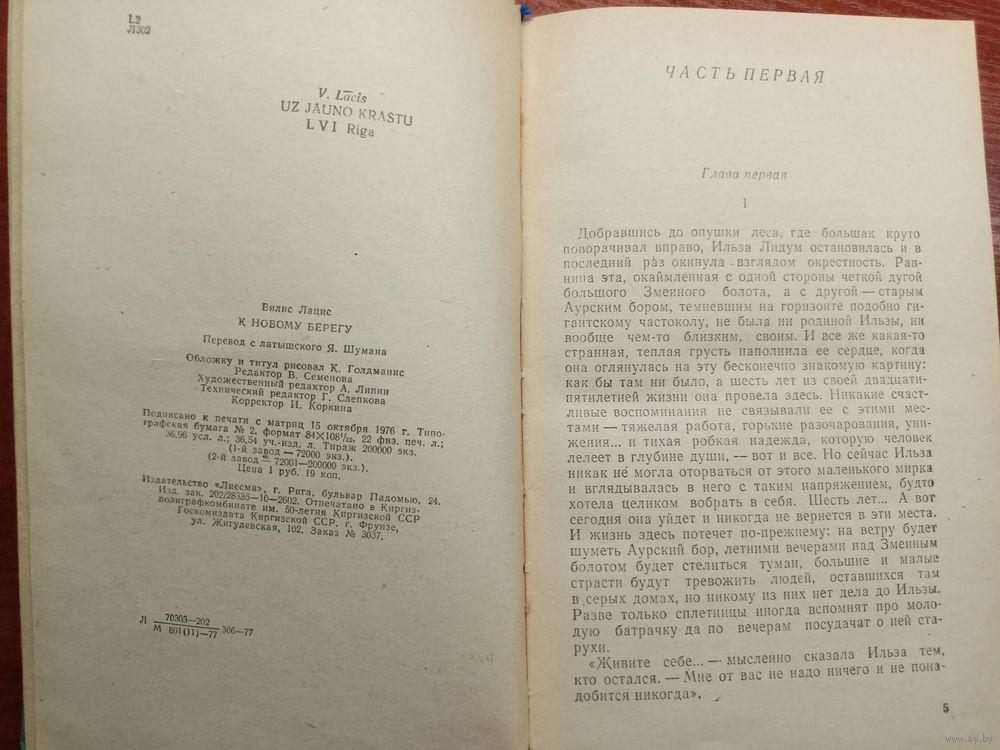 L2
Л302
V. Lācis
UZ JAUNO KRASTU
LVI Riga
Вилис Лацис
К НОВОМУ БЕРЕГУ
Перевод с латышского Я. Шумана
Обложку и титул рисовал К. Голдманис
Редактор В. Семенова
Художественный редактор А. Липин
Технический редактор Г. Слепкова
Корректор И. Коркина
Подписано к печати с матриц 15 октября 1976 г. Типо-
графская бумага № 2, формат 84×108¹/₃₂, 22 физ. печ. л.;
36,96 усл. л.; 36,54 уч.-изд. л. Тираж 200000 экз.
(1-й завод — 72000 экз.)
(2-й завод — 72001—200000 экз.).
Цена 1 руб. 19 коп.
Издательство «Лиесма», г. Рига, бульвар Падомью, 24.
Изд. зак. 202/28336—10—2602. Отпечатано в Киргиз-
полиграфкомбинате им. 50-летия Киргизской ССР
Госкомиздата Киргизской ССР, г. Фрунзе,
ул. Жигулевская, 102. Заказ № 3037.
Л 70303—202
М 801(11)—77 306—77
ЧАСТЬ ПЕРВАЯ
Глава первая
1
Добравшись до опушки леса, где большак круто
поворачивал вправо, Ильза Лидум остановилась и в
последний раз окинула взглядом окрестность. Рав-
нина эта, окаймленная с одной стороны четкой дугой
большого Змеиного болота, а с другой — старым
Аурским бором, темневшим на горизонте подобно ги-
гантскому частоколу, не была ни родиной Ильзы, ни
вообще чем-то близким, своим. И все же какая-то
странная, теплая грусть наполнила ее сердце, когда
она оглянулась на эту бесконечно знакомую картину:
как бы там ни было, а шесть лет из своей двадцати-
пятилетней жизни она провела здесь. Никакие счаст-
ливые воспоминания не связывали ее с этими мес-
тами — тяжелая работа, горькие разочарования, уни-
жения... и тихая робкая надежда, которую человек
лелеет в глубине души, — вот и все. Но сейчас Ильза
никак не могла оторваться от этого маленького мирка
и вглядывалась в него с таким напряжением, будто
хотела целиком вобрать в себя. Шесть лет... А вот
сегодня она уйдет и никогда не вернется в эти места.
И жизнь здесь потечет по-прежнему: на ветру будет
шуметь Аурский бор, летними вечерами над Змеиным
болотом будет стелиться туман, большие и малые
страсти будут тревожить людей, оставшихся там
в серых домах, но никому из них нет дела до Ильзы.
Разве только сплетницы иногда вспомнят про моло-
дую батрачку да по вечерам посудачат о ней ста-
рухи.
«Живите себе... — мысленно сказала Ильза тем,
кто остался. — Мне от вас не надо ничего и не пона-
добится никогда».
5
www.ay.by